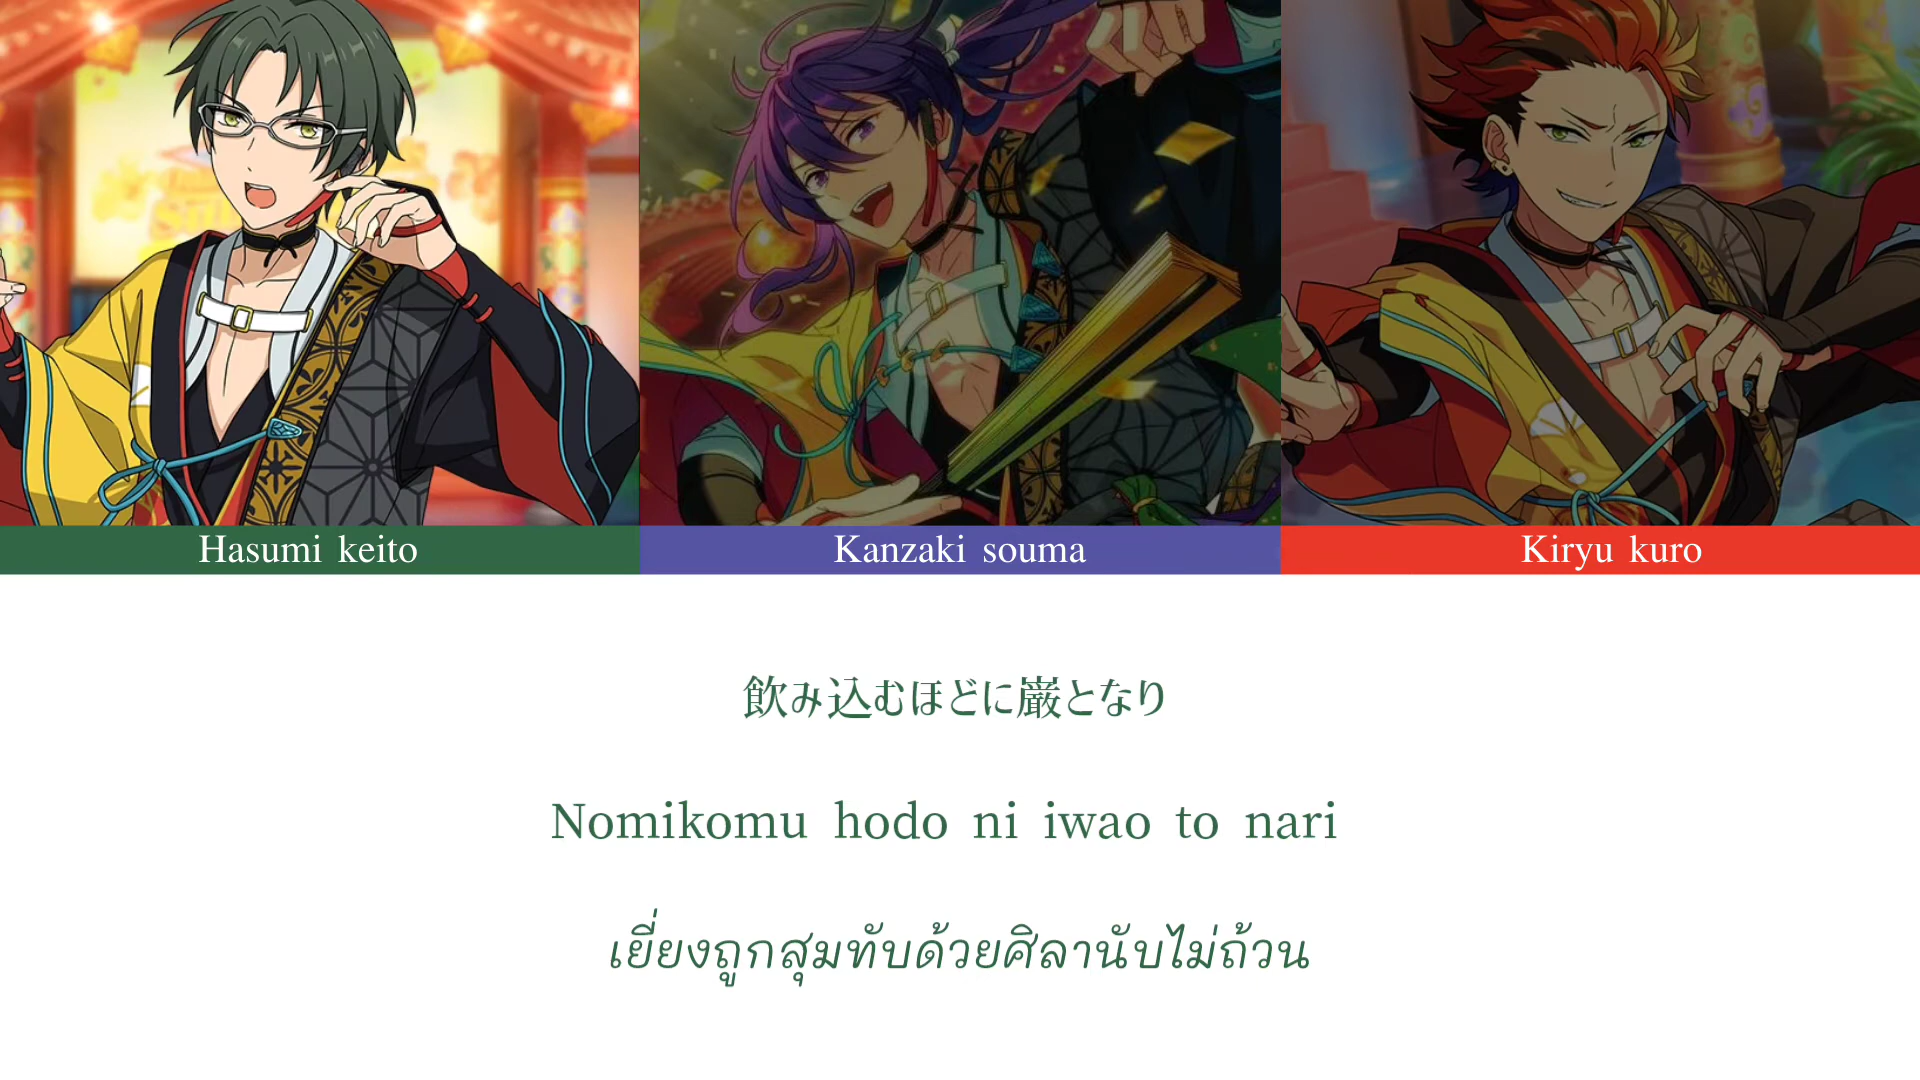 Hasumi keito
Kanzaki souma
Kiryu kuro
飲み込むほどに巌となり
Nomikomu hodo ni iwao to nari
เยี่ยงถูกสุมทับด้วยศิลานับไม่ถ้วน